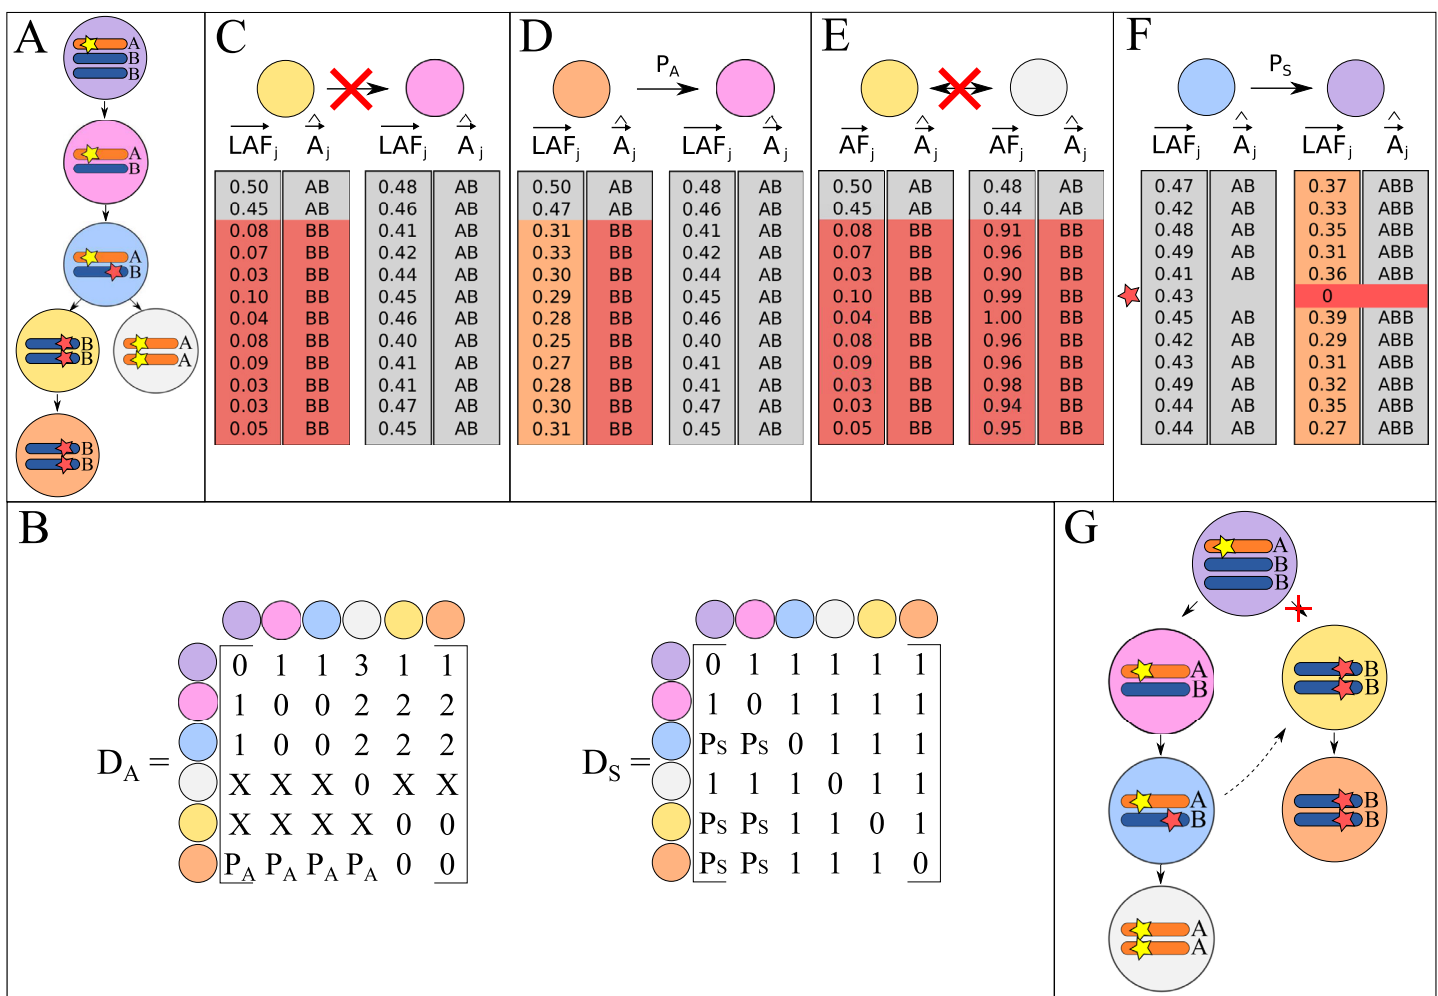 A
A
B
B
A
B
A
B
B
B
A
A
B
B
C
LAFj Âj LAFj Âj
0.50 AB 0.48 AB
0.45 AB 0.46 AB
0.08 BB 0.41 AB
0.07 BB 0.42 AB
0.03 BB 0.44 AB
0.10 BB 0.45 AB
0.04 BB 0.46 AB
0.08 BB 0.40 AB
0.09 BB 0.41 AB
0.03 BB 0.41 AB
0.03 BB 0.47 AB
0.05 BB 0.45 AB
D
PA
LAFj Âj LAFj Âj
0.50 AB 0.48 AB
0.47 AB 0.46 AB
0.31 BB 0.41 AB
0.33 BB 0.42 AB
0.30 BB 0.44 AB
0.29 BB 0.45 AB
0.28 BB 0.46 AB
0.25 BB 0.40 AB
0.27 BB 0.41 AB
0.28 BB 0.41 AB
0.30 BB 0.47 AB
0.31 BB 0.45 AB
E
AFj Âj AFj Âj
0.50 AB 0.48 AB
0.45 AB 0.44 AB
0.08 BB 0.91 BB
0.07 BB 0.96 BB
0.03 BB 0.90 BB
0.10 BB 0.99 BB
0.04 BB 1.00 BB
0.08 BB 0.96 BB
0.09 BB 0.96 BB
0.03 BB 0.98 BB
0.03 BB 0.94 BB
0.05 BB 0.95 BB
F
PS
LAFj Âj LAFj Âj
0.47 AB 0.37 ABB
0.42 AB 0.33 ABB
0.48 AB 0.35 ABB
0.49 AB 0.31 ABB
0.41 AB 0.36 ABB
0.43 0
0.45 AB 0.39 ABB
0.42 AB 0.29 ABB
0.43 AB 0.31 ABB
0.49 AB 0.32 ABB
0.44 AB 0.35 ABB
0.44 AB 0.27 ABB
B
DA =
0 1 1 3 1 1
1 0 0 2 2 2
1 0 0 2 2 2
X X X 0 X X
X X X X 0 0
PA PA PA PA 0 0
DS =
0 1 1 1 1 1
1 0 1 1 1 1
PS PS 0 1 1 1
1 1 1 0 1 1
PS PS 1 1 0 1
PS PS 1 1 1 0
G
A
B
B
A
B
B
B
A
B
B
B
A
A